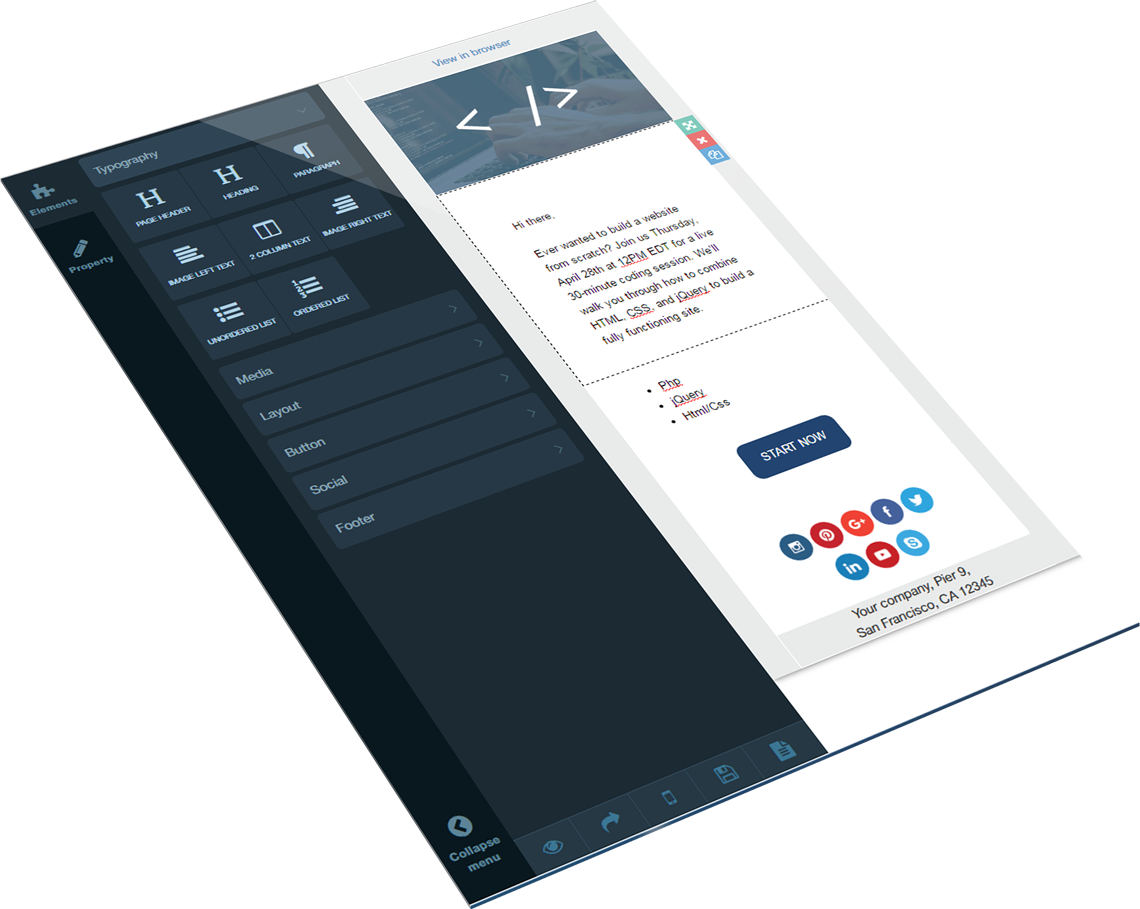 Elements
Property
Typography
H
PAGE HEADER
H
HEADING
PARAGRAPH
IMAGE LEFT TEXT
2 COLUMN TEXT
IMAGE RIGHT TEXT
UNORDERED LIST
1
2
3
ORDERED LIST
Media
Layout
Button
Social
Footer
Collapse
menu
View in browser
< />
Hi there,
Ever wanted to build a website
from scratch? Join us Thursday,
April 28th at 12PM EDT for a live
30-minute coding session. We'll
walk you through how to combine
HTML, CSS, and jQuery to build a
fully functioning site.
• Php
• jQuery
• Html/Css
START NOW
G+
f
in
S
Your company, Pier 9,
San Francisco, CA 12345